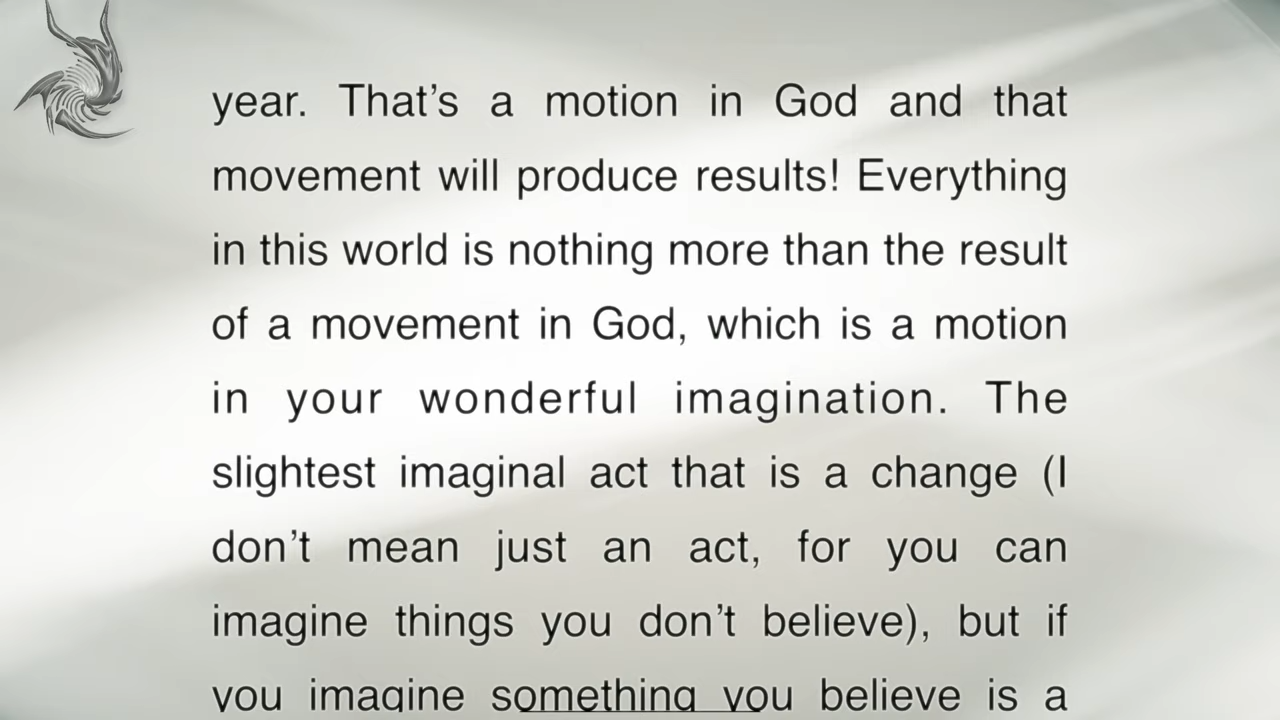 year. That’s a motion in God and that
movement will produce results! Everything
in this world is nothing more than the result
of a movement in God, which is a motion
in your wonderful imagination. The
slightest imaginal act that is a change (I
don’t mean just an act, for you can
imagine things you don’t believe), but if
you imagine something you believe is a